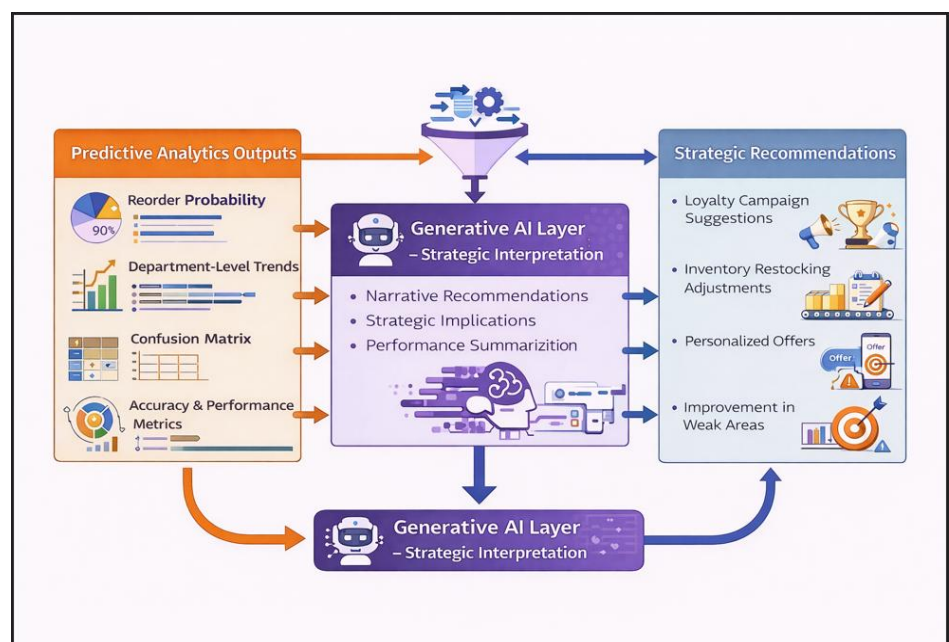 Predictive Analytics Outputs
Reorder Probability
90%
Department-Level Trends
Confusion Matrix
Accuracy & Performance
Metrics
Generative AI Layer
– Strategic Interpretation
• Narrative Recommendations
• Strategic Implications
• Performance Summarizition
Strategic Recommendations
• Loyalty Campaign
Suggestions
• Inventory Restocking
Adjustments
• Personalized Offers
Offer
Offer
• Improvement in
Weak Areas
Generative AI Layer
– Strategic Interpretation